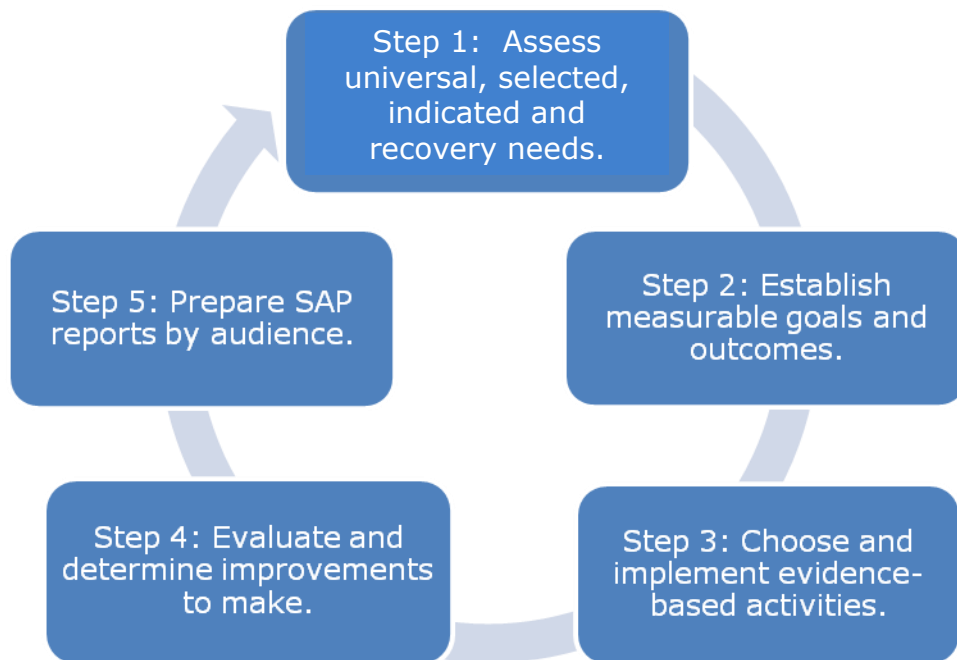 Step 1:  Assess
universal, selected,
indicated and
recovery needs.
Step 2: Establish
measurable goals and
outcomes.
Step 3: Choose and
implement evidence-
based activities.
Step 4: Evaluate and
determine improvements
to make.
Step 5: Prepare SAP
reports by audience.